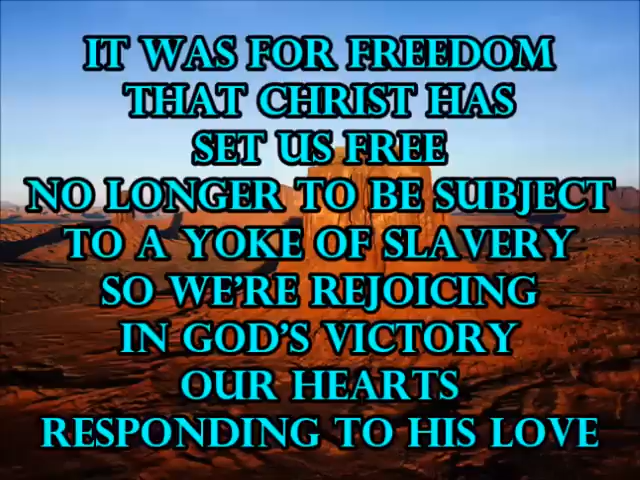 IT WAS FOR FREEDOM
THAT CHRIST HAS
SET US FREE
NO LONGER TO BE SUBJECT
TO A YOKE OF SLAVERY
SO WE'RE REJOICING
IN GOD'S VICTORY
OUR HEARTS
RESPONDING TO HIS LOVE